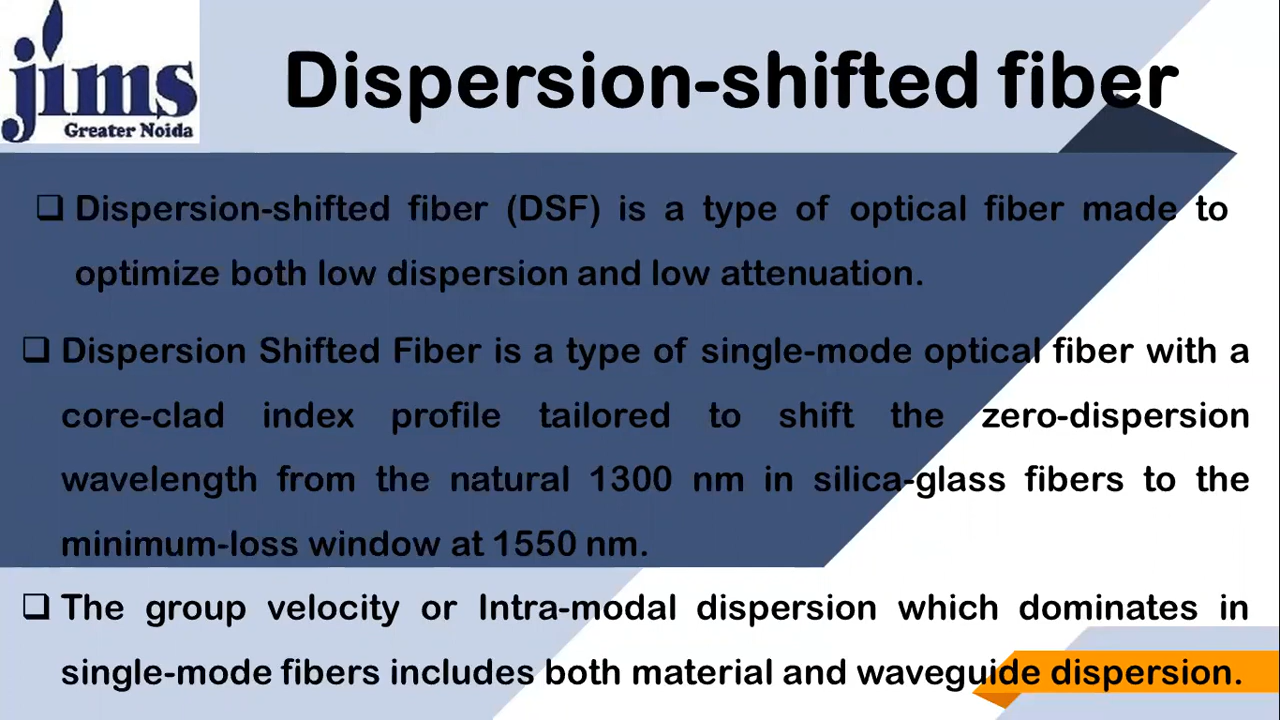 jims
Greater Noida
Dispersion-shifted fiber
❑ Dispersion-shifted fiber (DSF) is a type of optical fiber made to
optimize both low dispersion and low attenuation.
❑ Dispersion Shifted Fiber is a type of single-mode optical fiber with a
core-clad index profile tailored to shift the zero-dispersion
wavelength from the natural 1300 nm in silica-glass fibers to the
minimum-loss window at 1550 nm.
❑ The group velocity or Intra-modal dispersion which dominates in
single-mode fibers includes both material and waveguide dispersion.